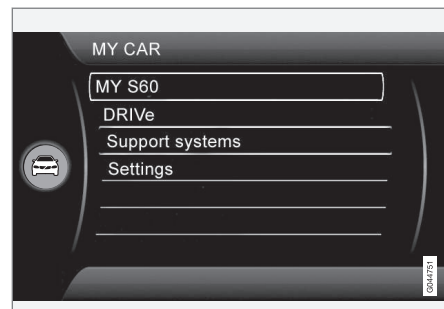 MY CAR
MY S60
DRIVe
Support systems
Settings
G044751